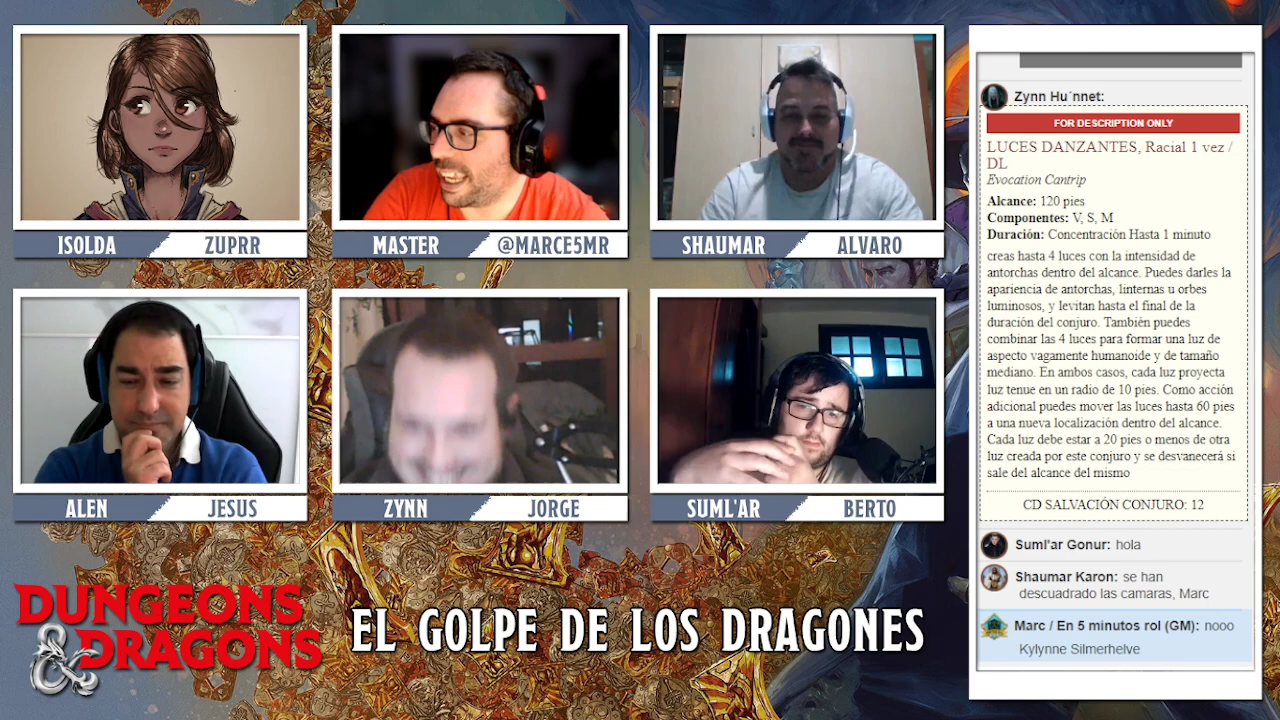 ISOLDA ZUPRR
MASTER @MARCE5MR
SHAUMAR ALVARO
ALEN JESUS
ZYNN JORGE
SUML'AR BERTO
DUNGEONS
& DRAGONS
EL GOLPE DE LOS DRAGONES
Zynn Hu´nnet:
FOR DESCRIPTION ONLY
LUCES DANZANTES, Racial 1 vez /
DL
Evocation Cantrip
Alcance: 120 pies
Componentes: V, S, M
Duración: Concentración Hasta 1 minuto
creas hasta 4 luces con la intensidad de
antorchas dentro del alcance. Puedes darles la
apariencia de antorchas, linternas u orbes
luminosos, y levitan hasta el final de la
duración del conjuro. También puedes
combinar las 4 luces para formar una luz de
aspecto vagamente humanoide y de tamaño
mediano. En ambos casos, cada luz proyecta
luz tenue en un radio de 10 pies. Como acción
adicional puedes mover las luces hasta 60 pies
a una nueva localización dentro del alcance.
Cada luz debe estar a 20 pies o menos de otra
luz creada por este conjuro y se desvanecerá si
sale del alcance del mismo
CD SALVACIÓN CONJURO: 12
Suml'ar Gonur: hola
Shaumar Karon: se han
descuadrado las camaras, Marc
Marc / En 5 minutos rol (GM): nooo
Kylynne Silmerhelve